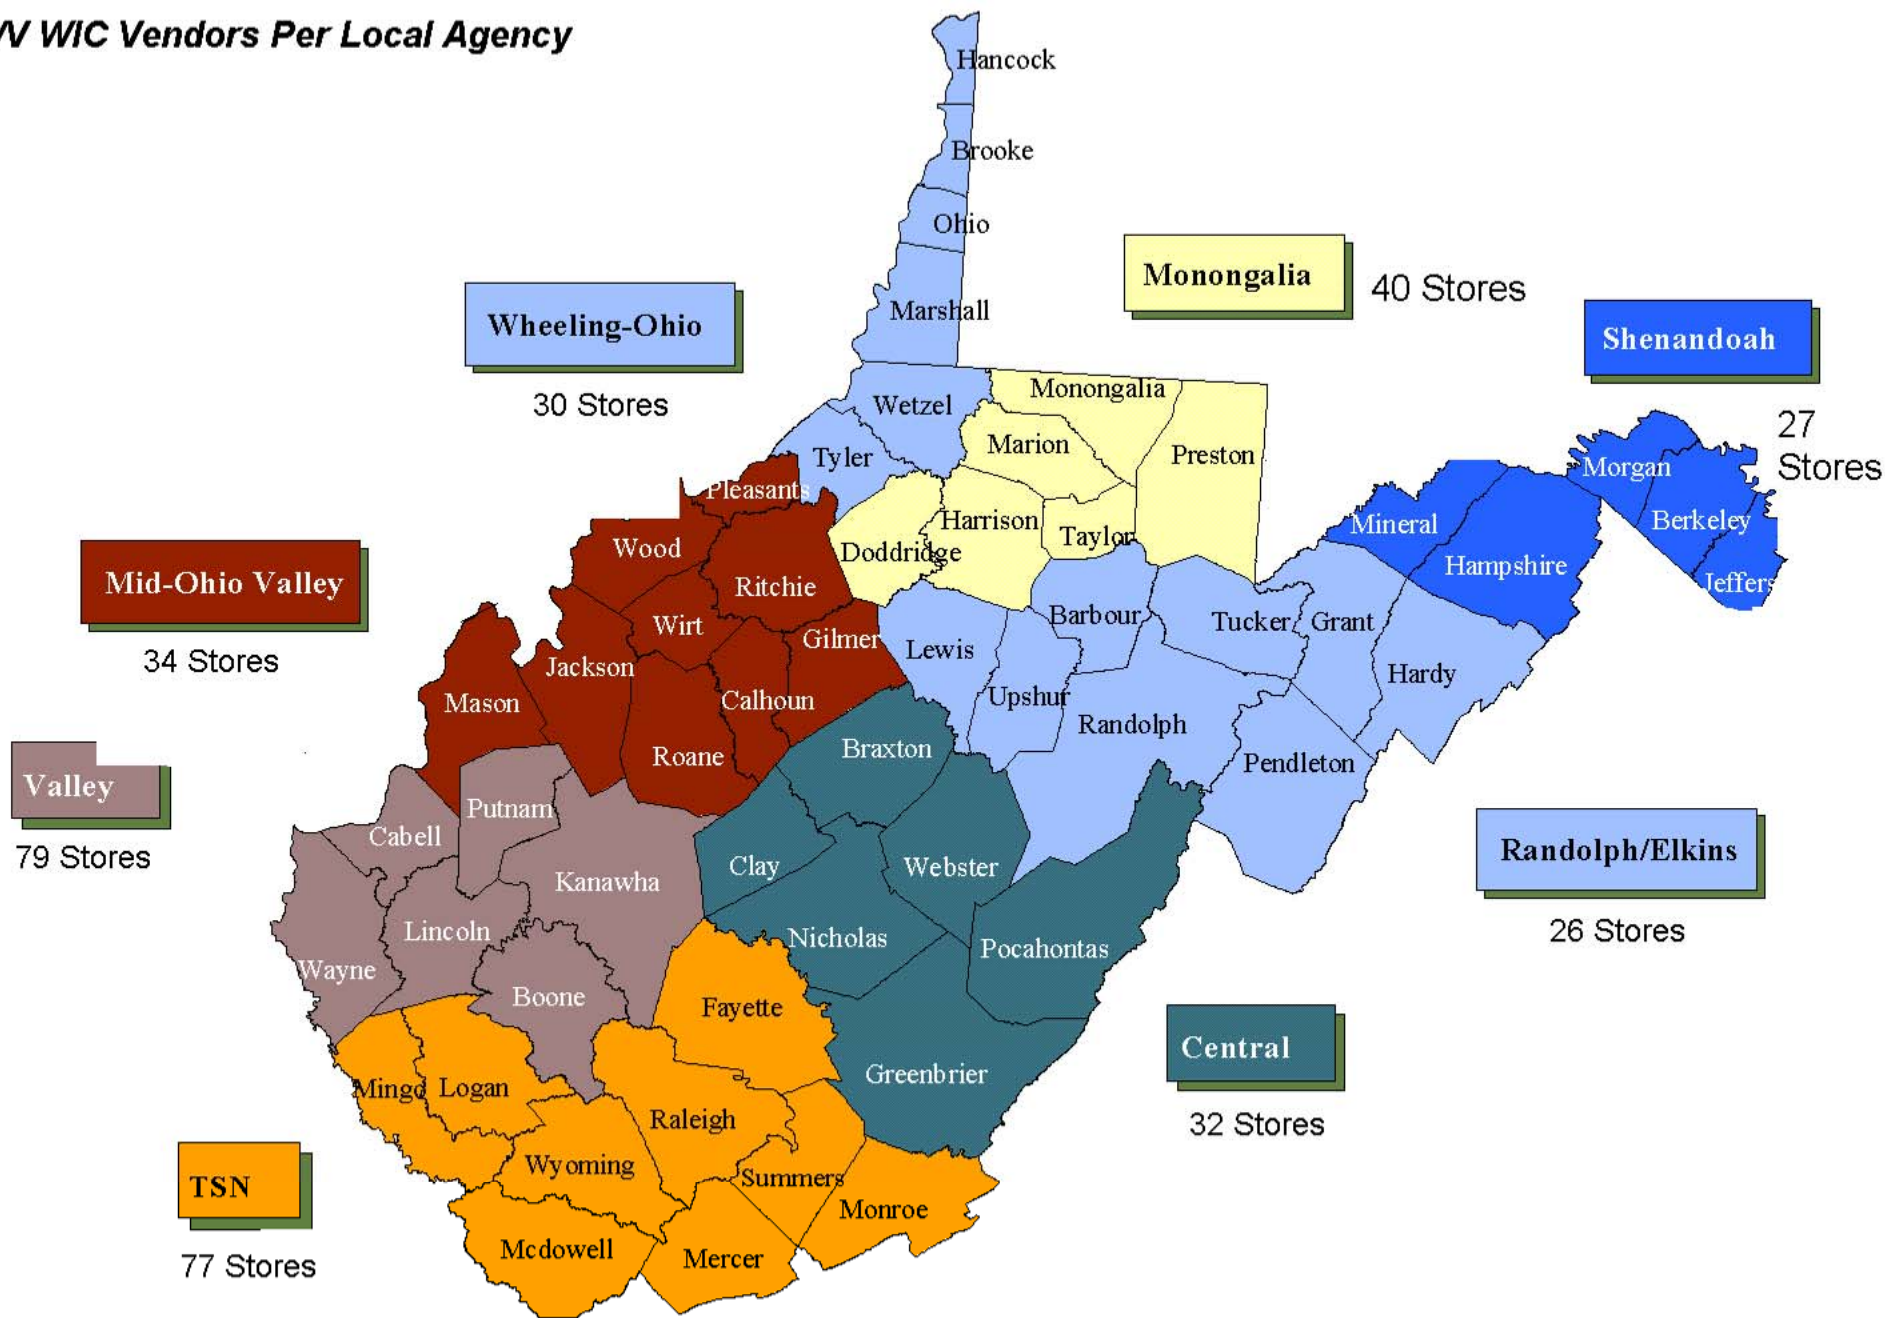 V WIC Vendors Per Local Agency
Hancock
Brooke
Ohio
Marshall
Monongalia
40 Stores
Wheeling-Ohio
30 Stores
Shenandoah
27
Stores
Wetzel
Monongalia
Marion
Preston
Tyler
Pleasants
Harrison
Taylor
Doddridge
Morgan
Berkeley
Mineral
Hampshire
Jeffers
Mid-Ohio Valley
34 Stores
Wood
Ritchie
Wirt
Gilmer
Jackson
Calhoun
Mason
Roane
Barbour
Tucker
Grant
Lewis
Upshur
Hardy
Randolph
Pendleton
Braxton
Valley
79 Stores
Putnam
Cabell
Kanawha
Lincoln
Wayne
Boone
Clay
Webster
Nicholas
Pocahontas
Randolph/Elkins
26 Stores
Fayette
Greenbrier
Central
32 Stores
Mingo
Logan
Raleigh
Wyoming
Summers
Monroe
Mcdowell
Mercer
TSN
77 Stores